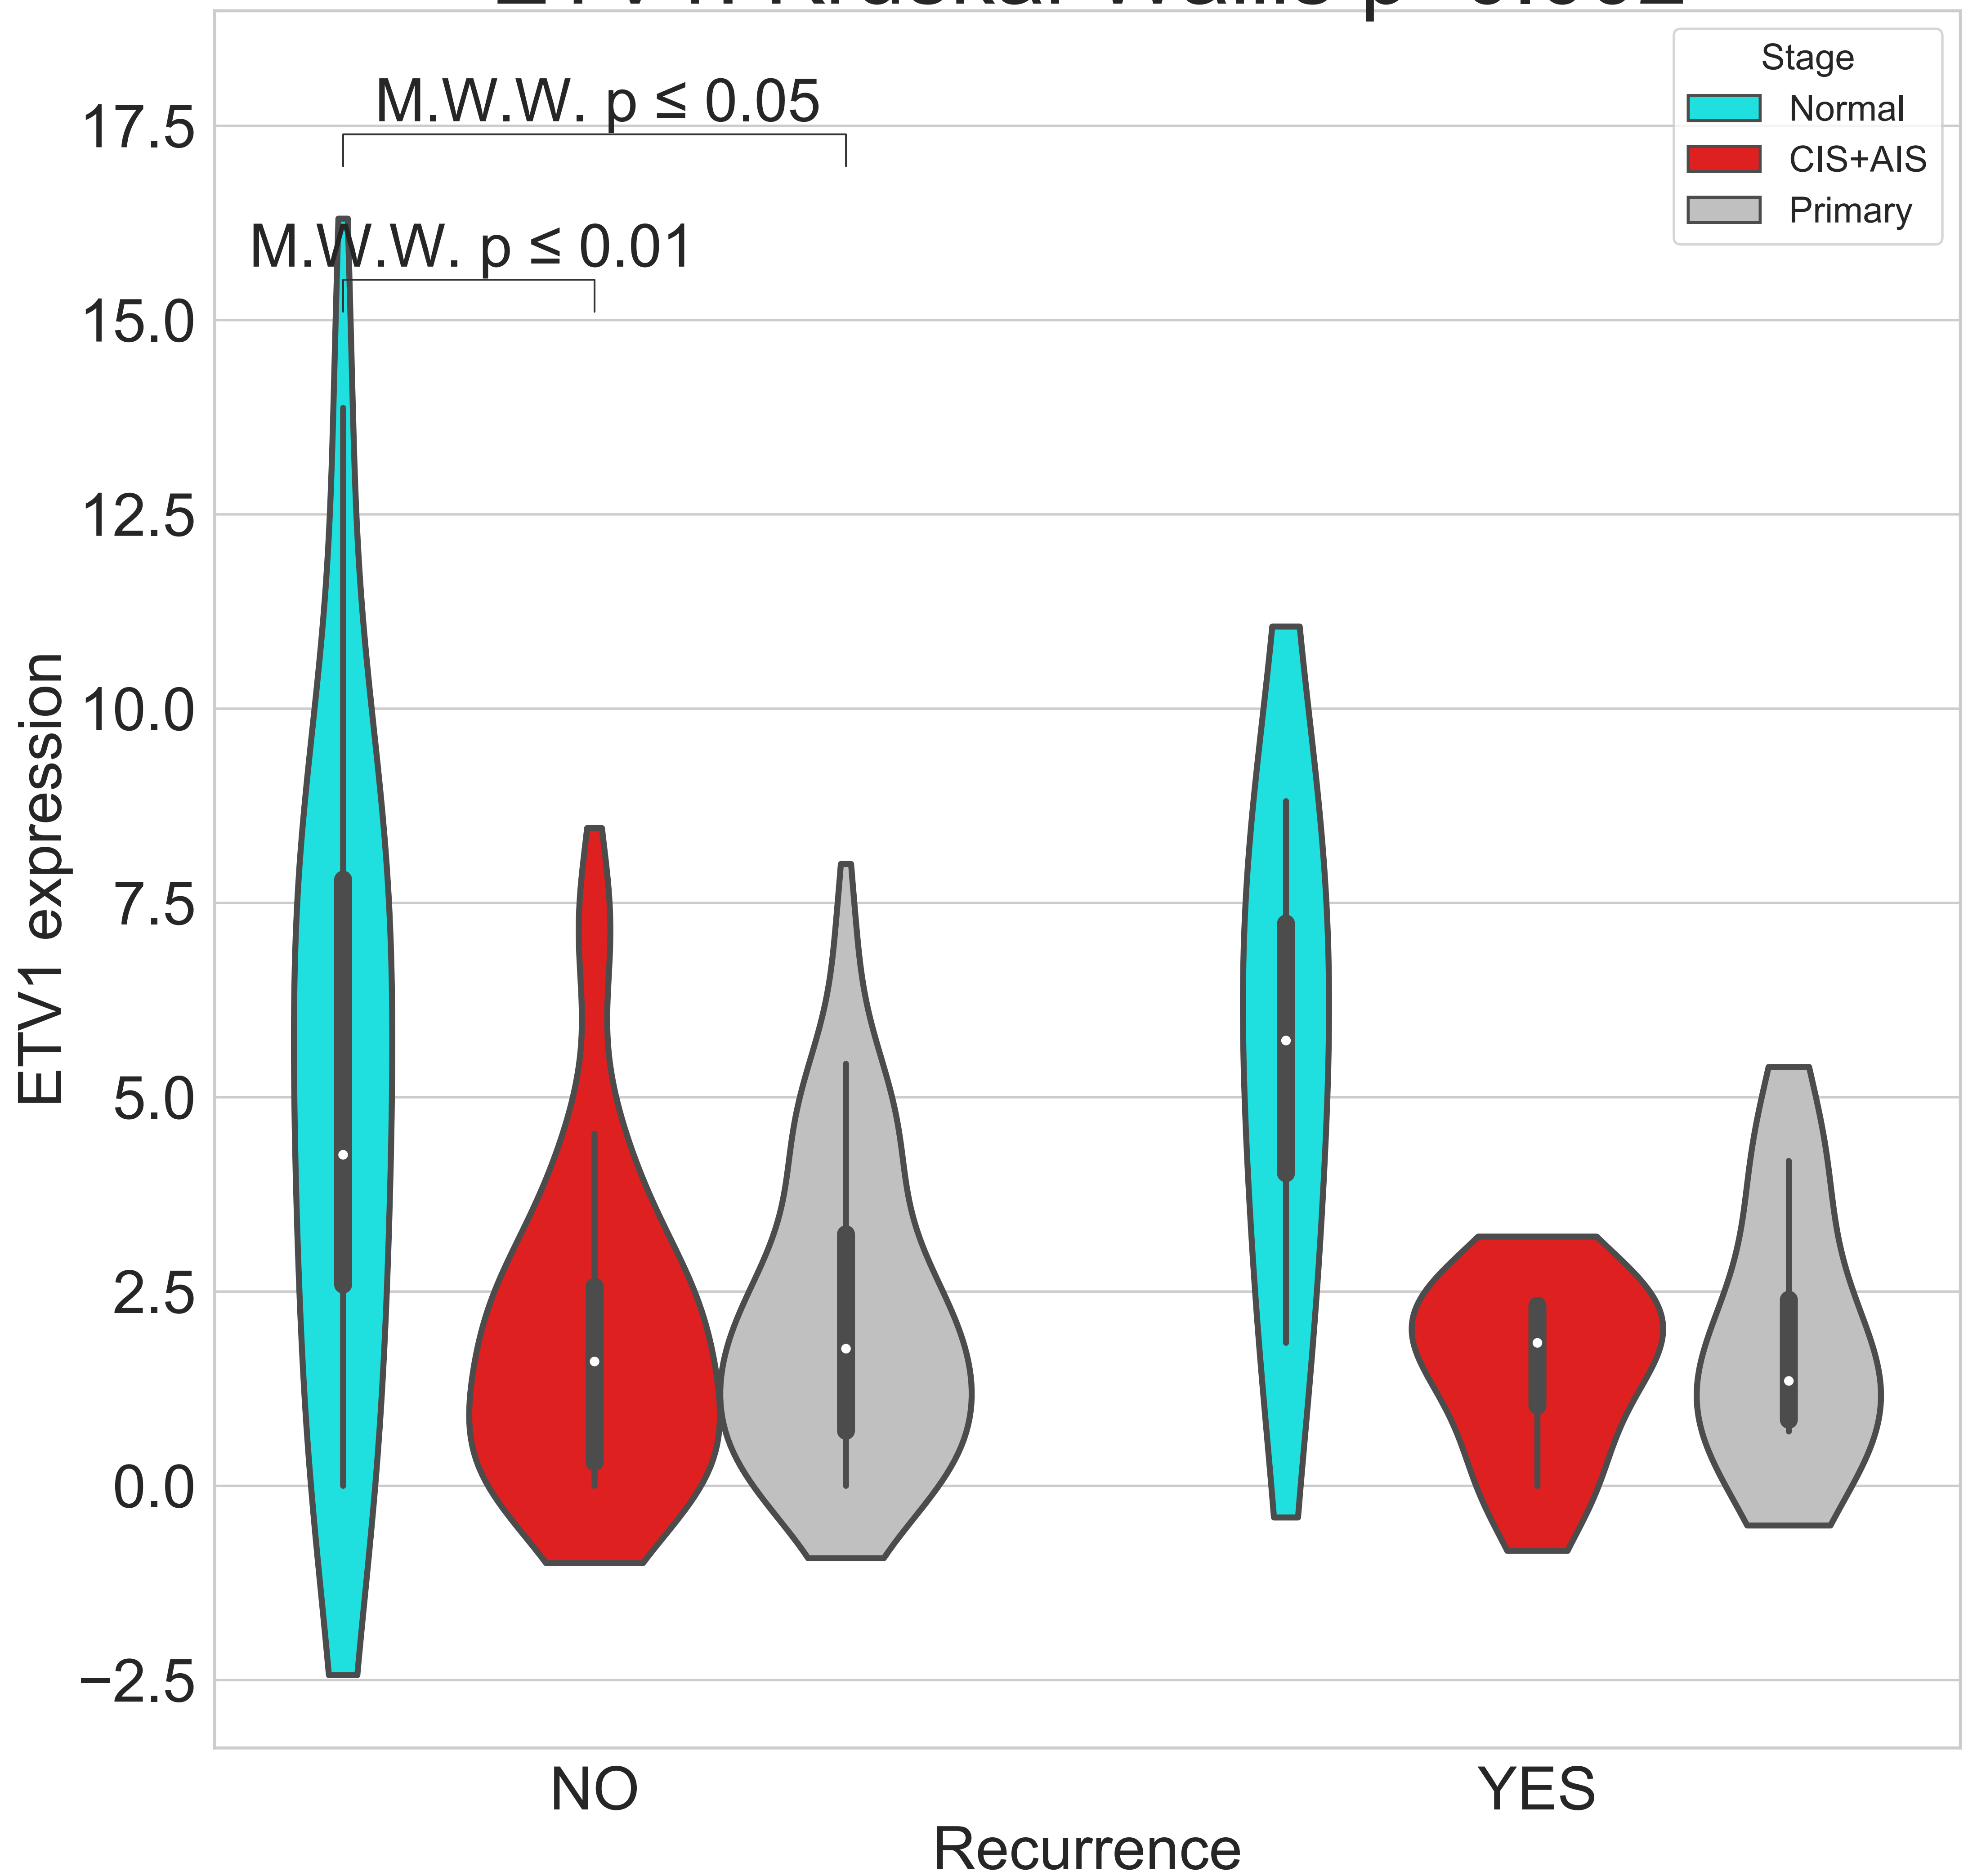 Stage
Normal
CIS+AIS
Primary
M.W.W. p ≤ 0.05
M.W.W. p ≤ 0.01
17.5
15.0
12.5
10.0
7.5
5.0
2.5
0.0
−2.5
ETV1 expression
NO
YES
Recurrence